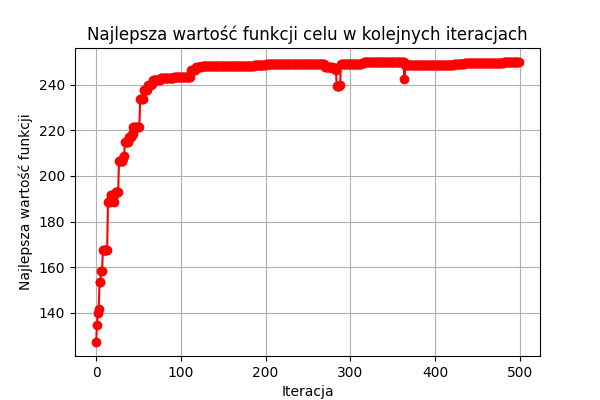 Najlepsza wartość funkcji celu w kolejnych iteracjach
Najlepsza wartość funkcji
240
220
200
180
160
140
0 100 200 300 400 500
Iteracja